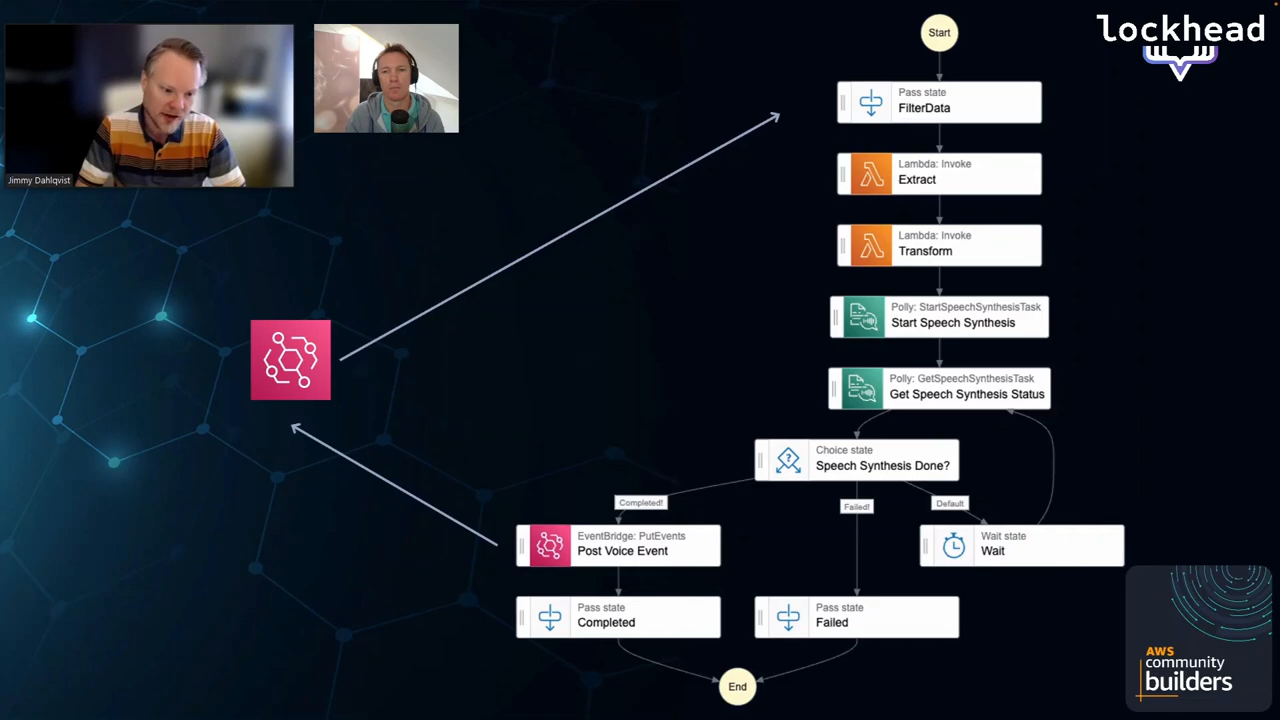 Jimmy Dahlqvist
lockhead
Start
Pass state
FilterData
Lambda: Invoke
Extract
Lambda: Invoke
Transform
Polly: StartSpeechSynthesisTask
Start Speech Synthesis
Polly: GetSpeechSynthesisTask
Get Speech Synthesis Status
Choice state
Speech Synthesis Done?
Completed!
Failed!
Default
EventBridge: PutEvents
Post Voice Event
Wait state
Wait
Pass state
Completed
Pass state
Failed
End
AWS
community
builders